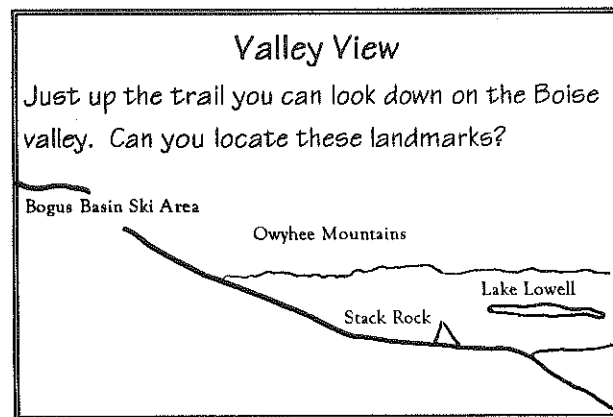 Valley View
Just up the trail you can look down on the Boise
valley. Can you locate these landmarks?
Bogus Basin Ski Area
Owyhee Mountains
Lake Lowell
Stack Rock